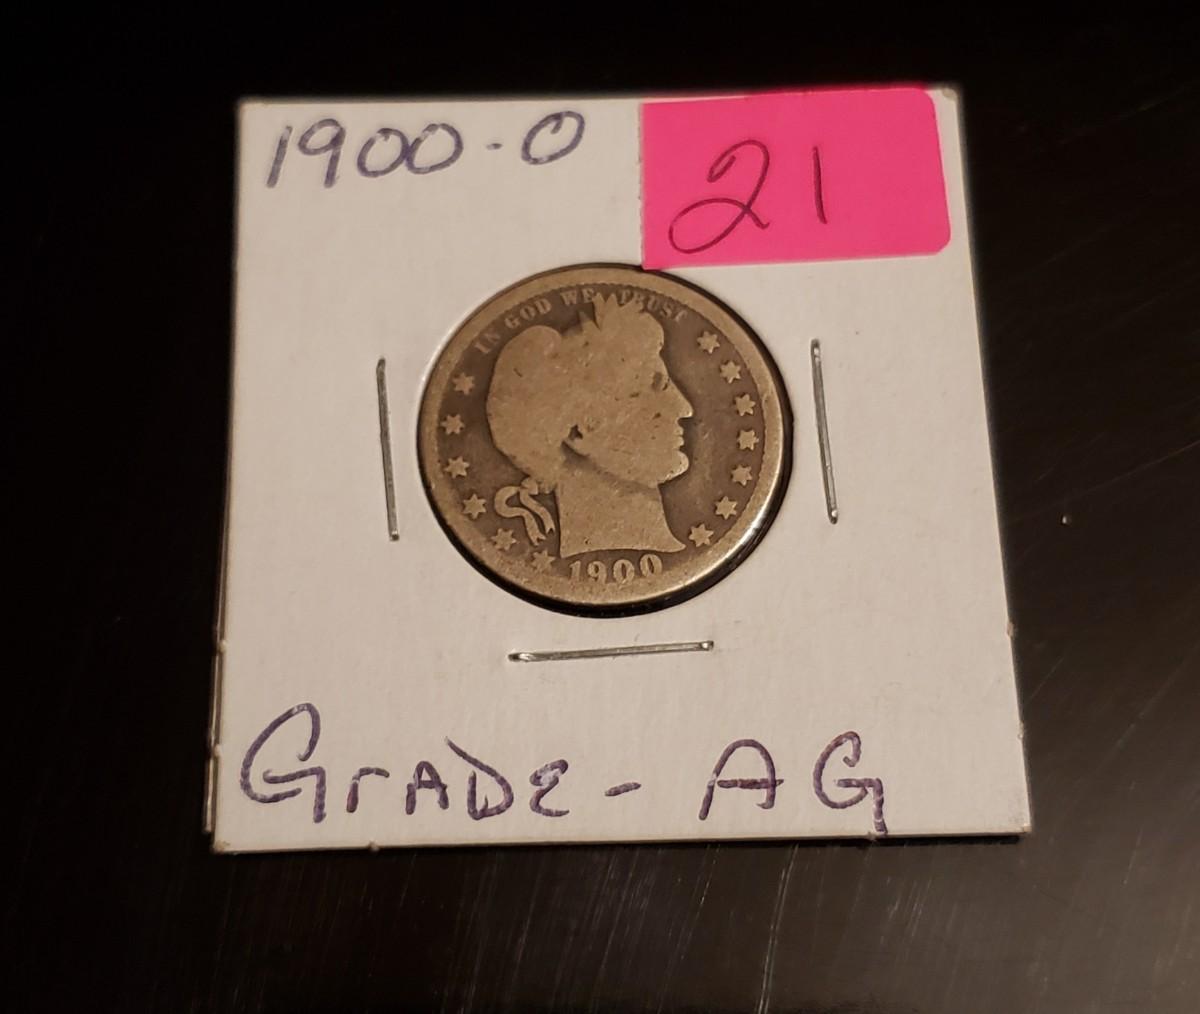 1900-O
21
IN GOD WE TRUST
1900
GrADE - AG